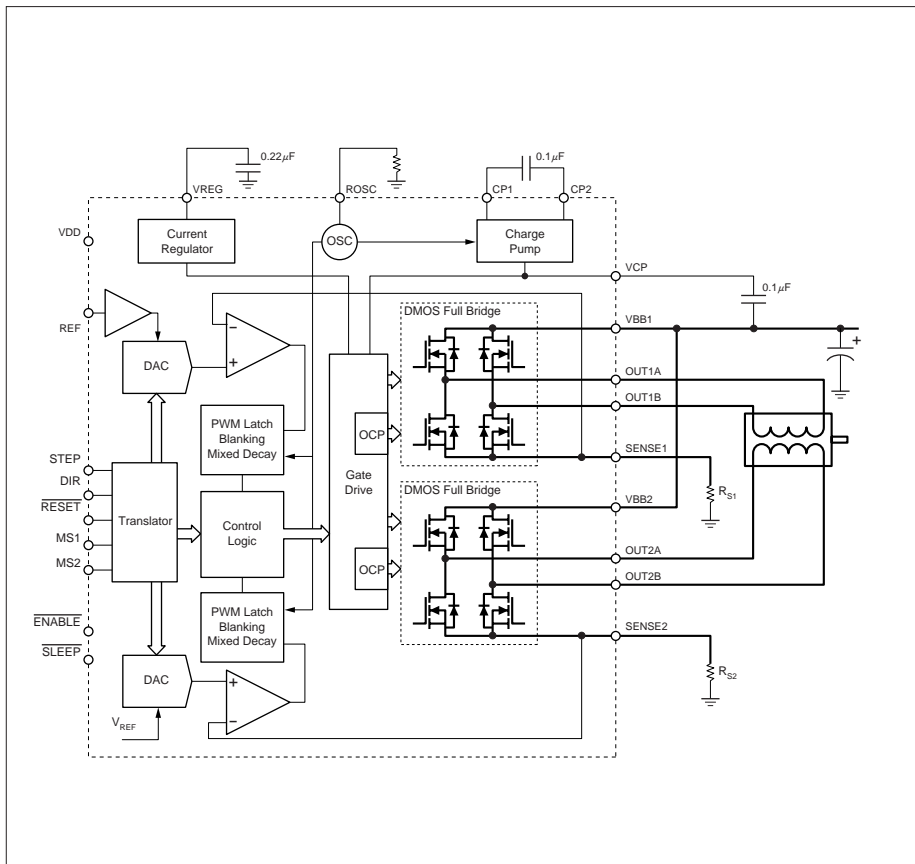 0.22μF
0.1μF
VREG
ROSC
CP1
CP2
VDD
Current
Regulator
OSC
Charge
Pump
VCP
0.1μF
REF
DMOS Full Bridge
VBB1
+
−
+
DAC
OUT1A
OUT1B
PWM Latch
Blanking
Mixed Decay
OCP
SENSE1
STEP
DIR
RESET
MS1
MS2
Translator
Control
Logic
Gate
Drive
DMOS Full Bridge
RS1
VBB2
OUT2A
OCP
OUT2B
PWM Latch
Blanking
Mixed Decay
ENABLE
SLEEP
SENSE2
DAC
+
−
RS2
VREF